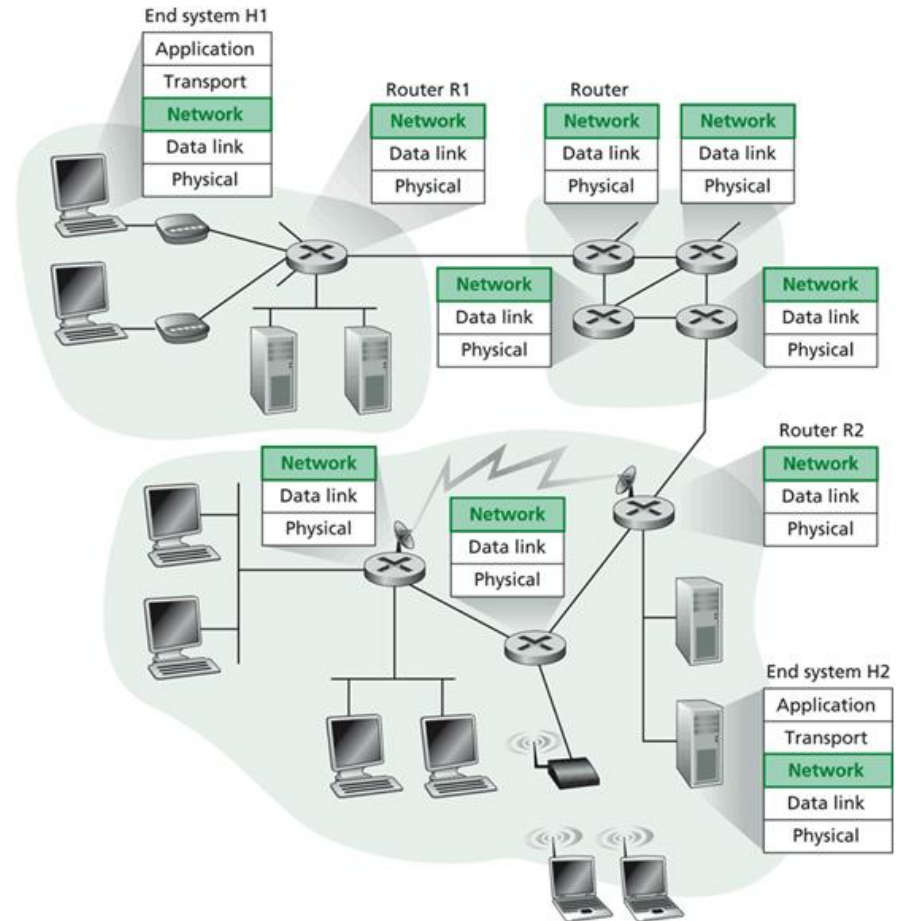 End system H1
Application
Transport
Network
Data link
Physical
Router R1
Network
Data link
Physical
Router
Network
Data link
Physical
Network
Data link
Physical
Network
Data link
Physical
Network
Data link
Physical
Router R2
Network
Data link
Physical
Network
Data link
Physical
Network
Data link
Physical
End system H2
Application
Transport
Network
Data link
Physical